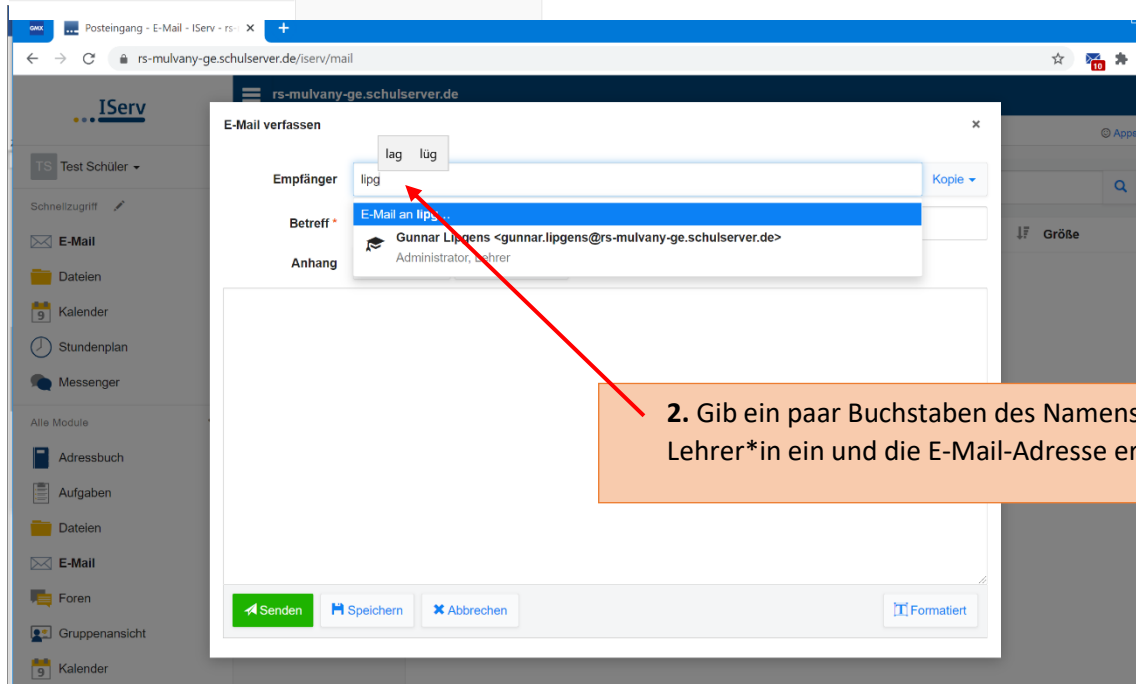 GMX
Posteingang - E-Mail - IServ - rs-
rs-mulvany-ge.schulserver.de/iserv/mail
10
IServ
rs-mulvany-ge.schulserver.de
E-Mail verfassen
Apps
TS Test Schüler
lag lüg
Empfänger lipg Kopie
Schnellzugriff
Betreff *
E-Mail an lipg...
E-Mail
Gunnar Lipgens <gunnar.lipgens@rs-mulvany-ge.schulserver.de>
Administrator, Lehrer
Größe
Anhang
Dateien
9 Kalender
Stundenplan
Messenger
2. Gib ein paar Buchstaben des Namens
Lehrer*in ein und die E-Mail-Adresse er
Alle Module
Adressbuch
Aufgaben
Dateien
E-Mail
Foren
Gruppenansicht
9 Kalender
Senden Speichern Abbrechen Formatiert